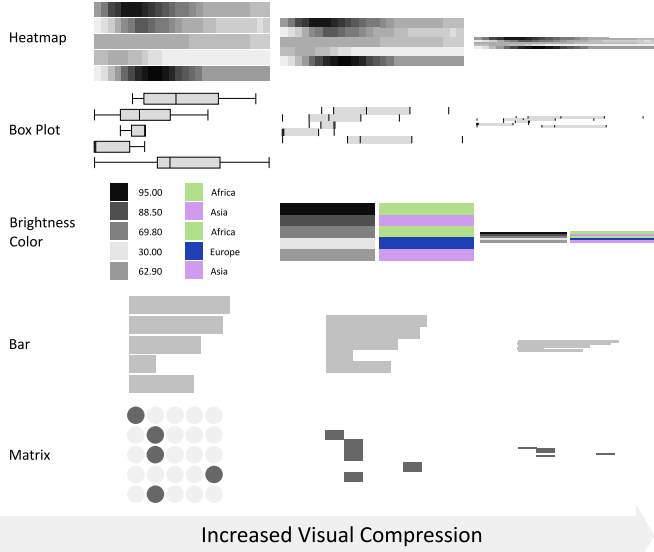 Heatmap
Box Plot
Brightness
Color
95.00 Africa
88.50 Asia
69.80 Africa
30.00 Europe
62.90 Asia
Bar
Matrix
Increased Visual Compression